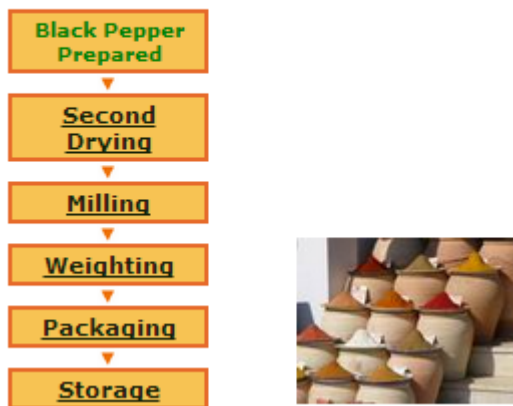 Black Pepper
Prepared
Second
Drying
Milling
Weighting
Packaging
Storage